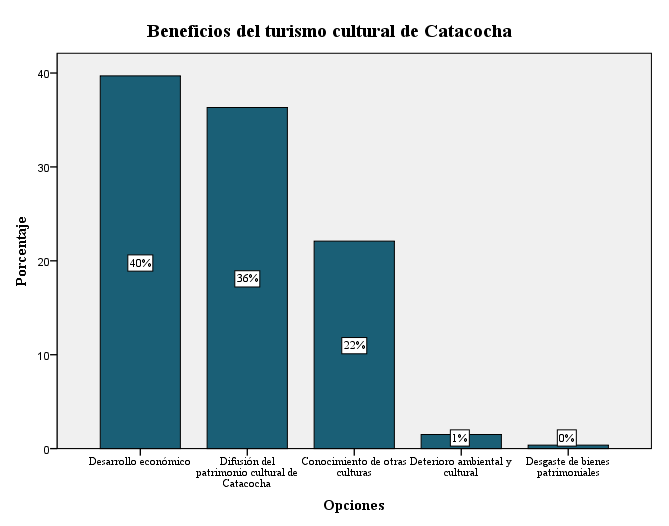 Beneficios del turismo cultural de Catacocha
Porcentaje
40
30
20
10
0
40%
36%
22%
1%
0%
Desarrollo económico
Difusión del
patrimonio cultural de
Catacocha
Conocimiento de otras
culturas
Deterioro ambiental y
cultural
Desgaste de bienes
patrimoniales
Opciones